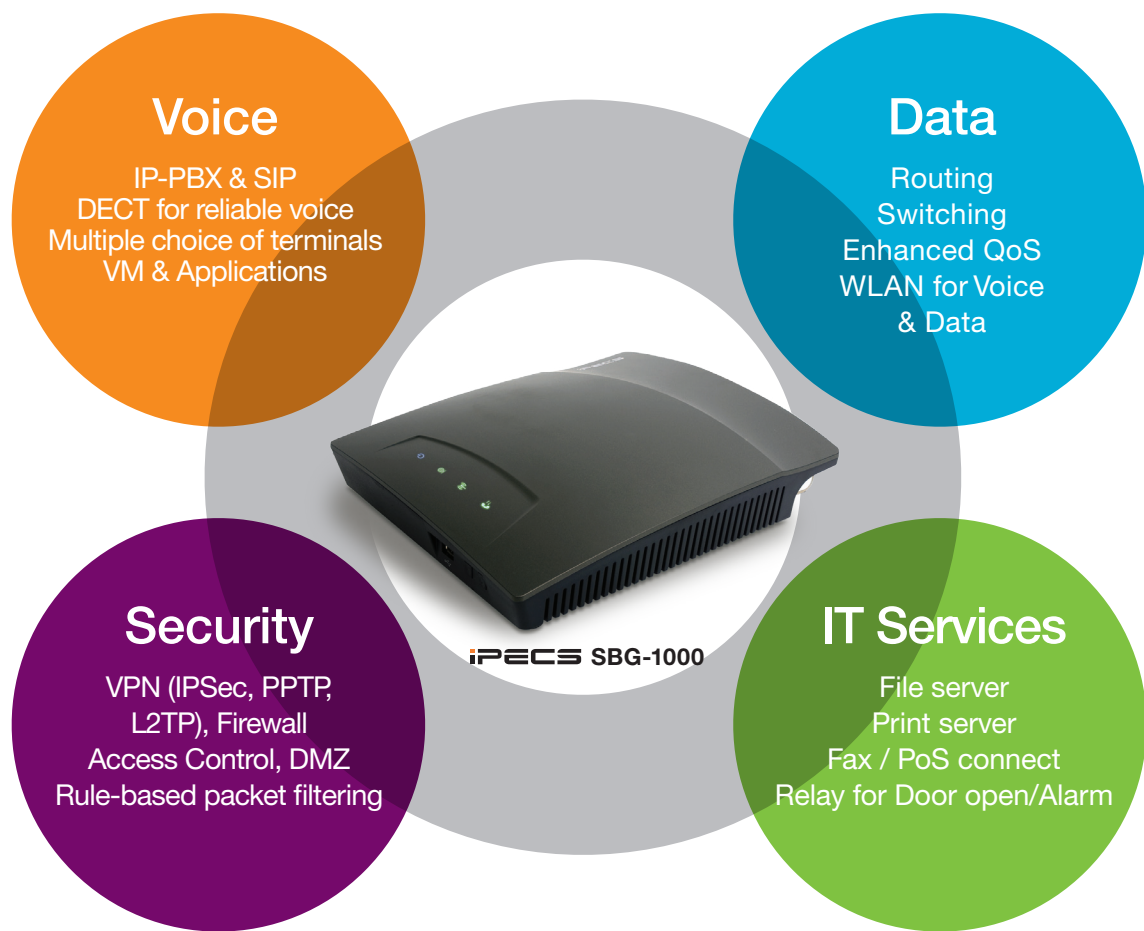 Voice
IP-PBX & SIP
DECT for reliable voice
Multiple choice of terminals
VM & Applications
Data
Routing
Switching
Enhanced QoS
WLAN for Voice
& Data
iPECS SBG-1000
Security
VPN (IPSec, PPTP,
L2TP), Firewall
Access Control, DMZ
Rule-based packet filtering
IT Services
File server
Print server
Fax / PoS connect
Relay for Door open/Alarm